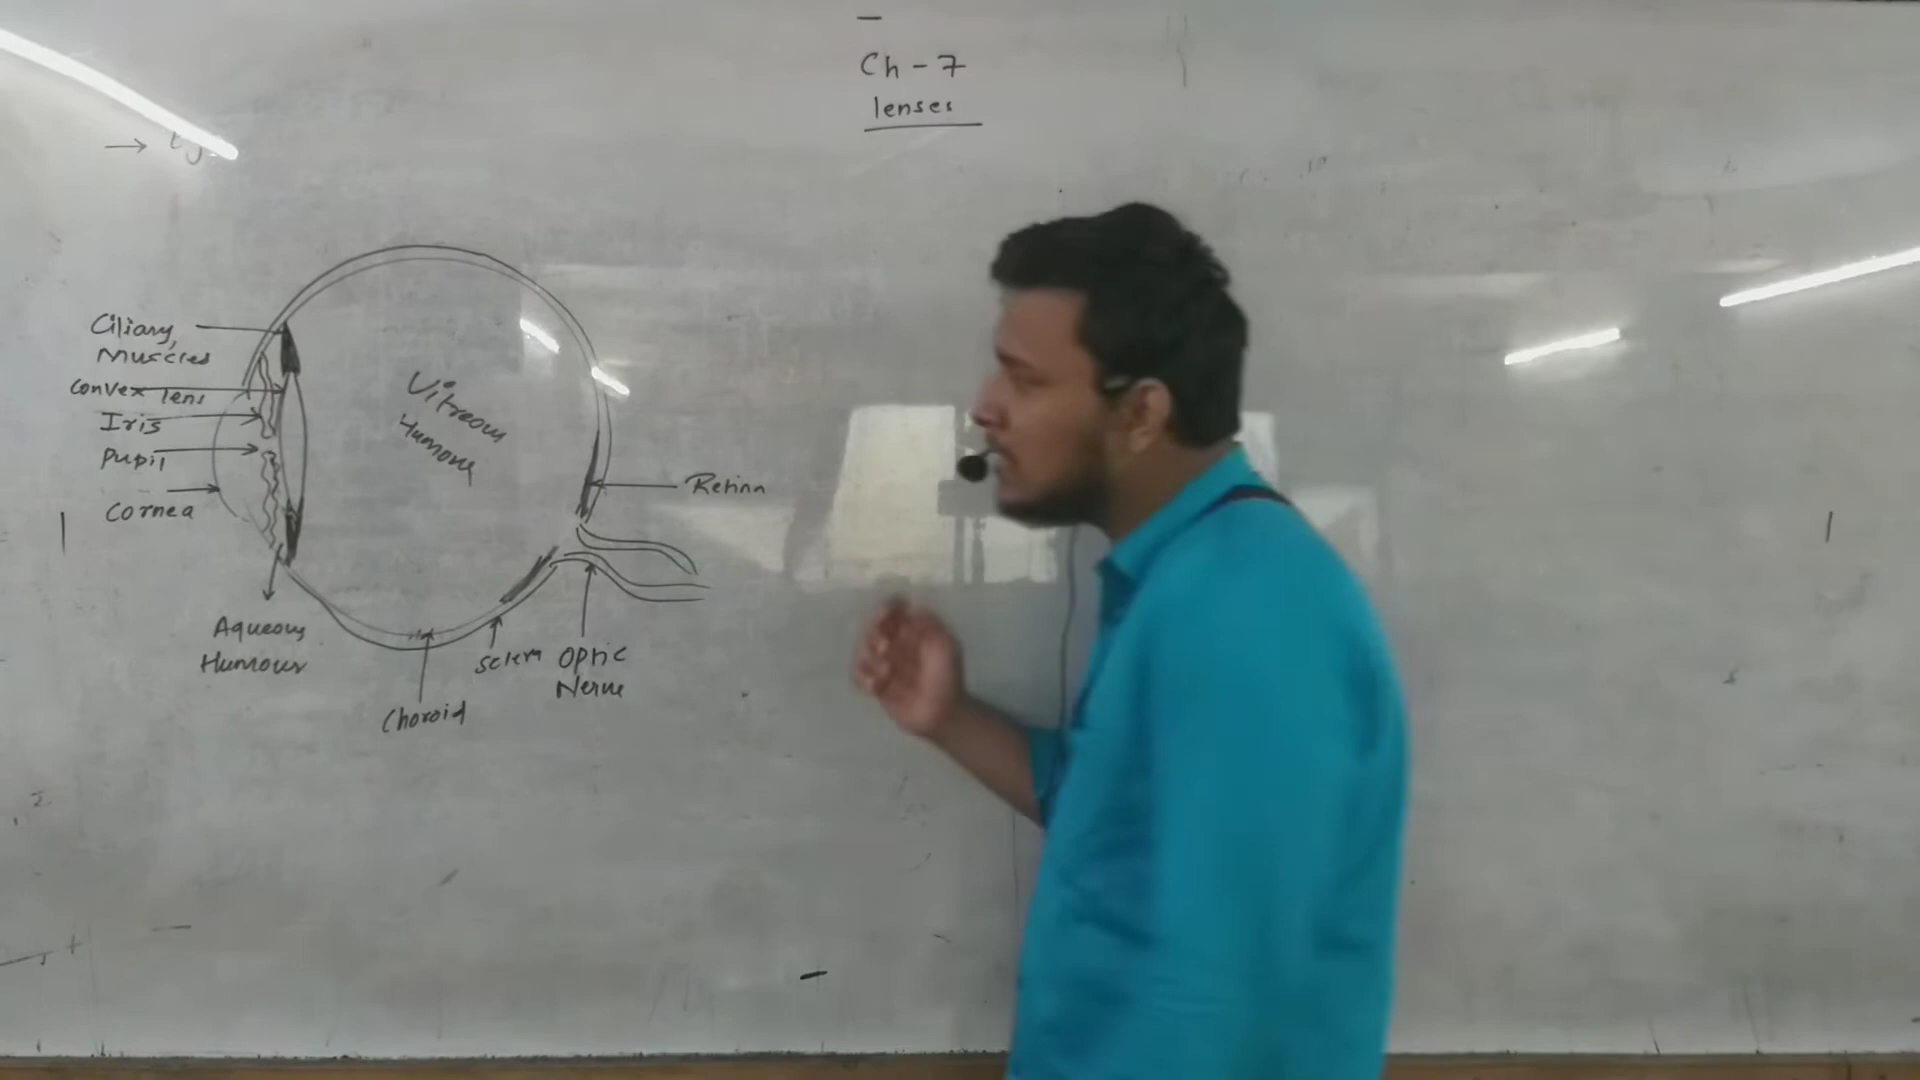 Ch - 7
lenses
Ciliary
Muscles
Convex lens
Iris
Pupil
Cornea
Vitreous
Humour
Retina
Aqueous
Humour
Sclera
Optic
Nerve
Choroid